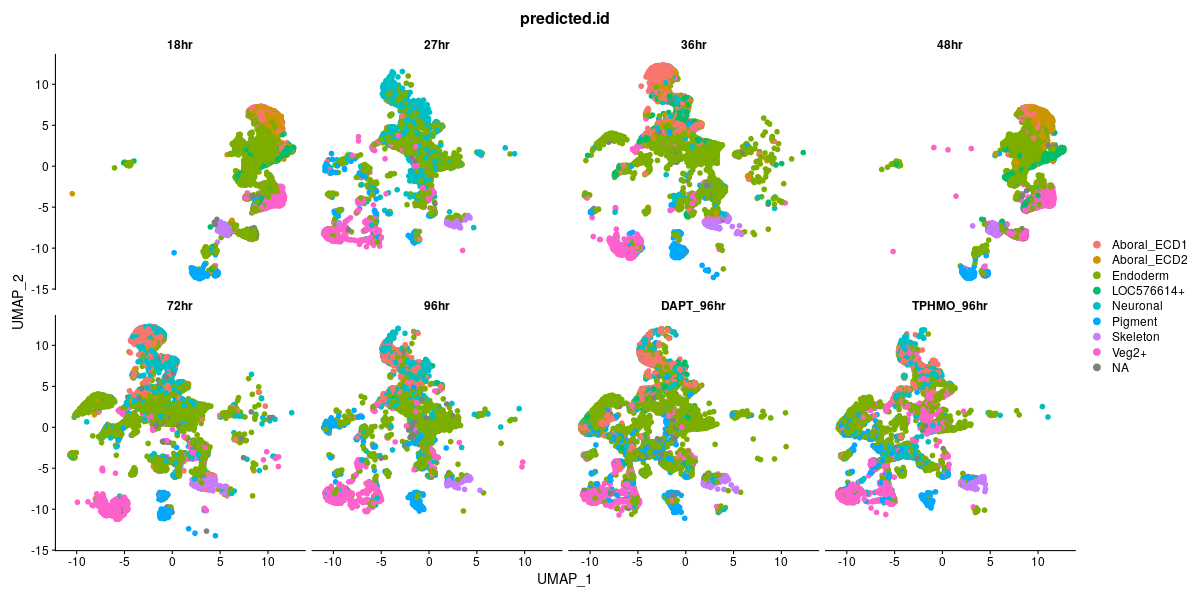 predicted.id
18hr 27hr 36hr 48hr
10
5
0
-5
-10
-15
72hr 96hr DAPT_96hr TPHMO_96hr
10
5
0
-5
-10
-15
-10 -5 0 5 10 -10 -5 0 5 10 -10 -5 0 5 10 -10 -5 0 5 10
UMAP_1
UMAP_2
Aboral_ECD1
Aboral_ECD2
Endoderm
LOC576614+
Neuronal
Pigment
Skeleton
Veg2+
NA